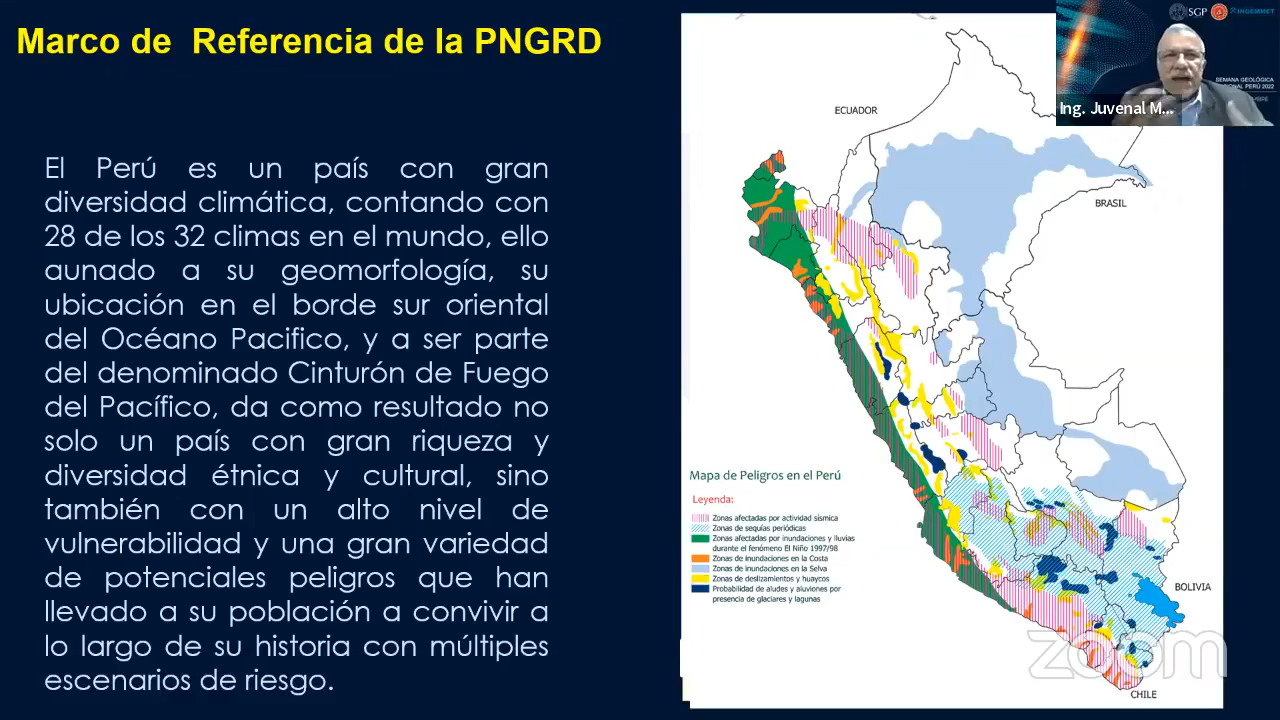 Marco de Referencia de la PNGRD
El Perú es un país con gran
diversidad climática, contando con
28 de los 32 climas en el mundo, ello
aunado a su geomorfología, su
ubicación en el borde sur oriental
del Océano Pacifico, y a ser parte
del denominado Cinturón de Fuego
del Pacífico, da como resultado no
solo un país con gran riqueza y
diversidad étnica y cultural, sino
también con un alto nivel de
vulnerabilidad y una gran variedad
de potenciales peligros que han
llevado a su población a convivir a
lo largo de su historia con múltiples
escenarios de riesgo.
ECUADOR
BRASIL
BOLIVIA
CHILE
Mapa de Peligros en el Perú
Leyenda:
Zonas afectadas por actividad sísmica
Zonas de sequías periódicas
Zonas afectadas por inundaciones y lluvias
durante el fenómeno El Niño 1997/98
Zonas de inundaciones en la Costa
Zonas de inundaciones en la Selva
Zonas de deslizamientos y huaycos
Probabilidad de aludes y aluviones por
presencia de glaciares y lagunas
SGP
INGEMMET
SEMANA GEOLÓGICA
PERÚ 2022
Ing. Juvenal M...
zoom